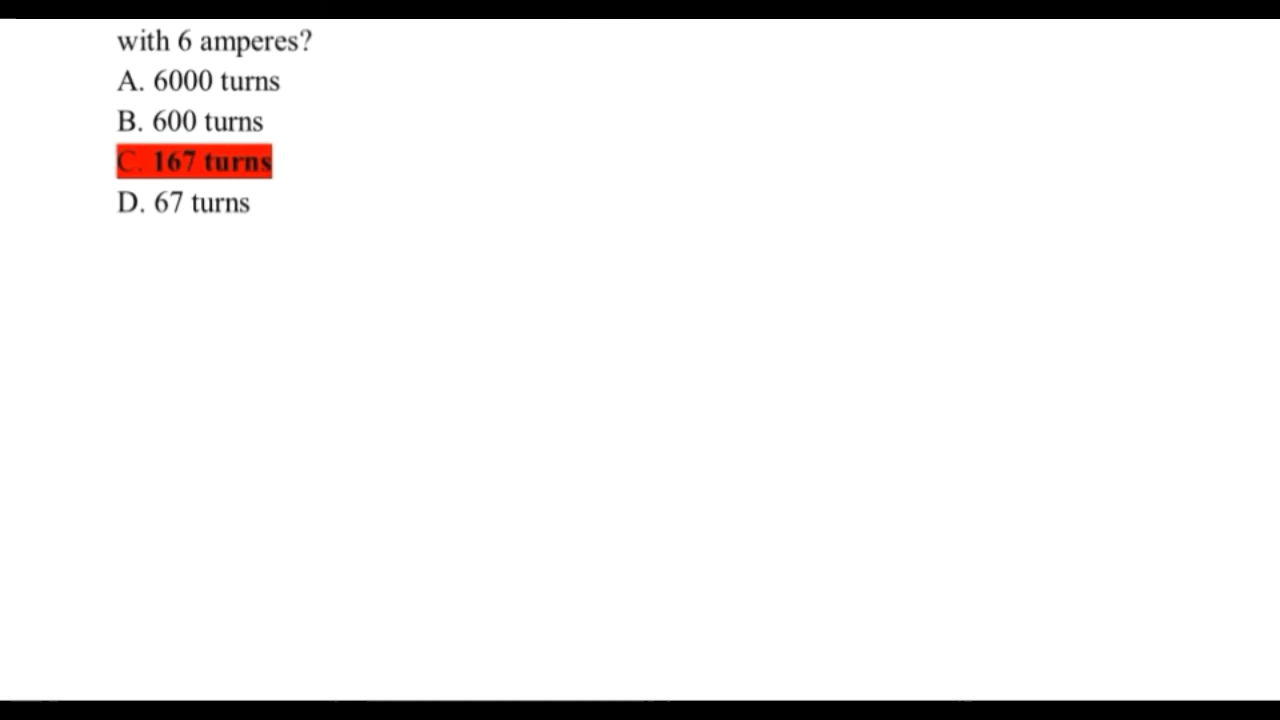 with 6 amperes?
A. 6000 turns
B. 600 turns
C. 167 turns
D. 67 turns